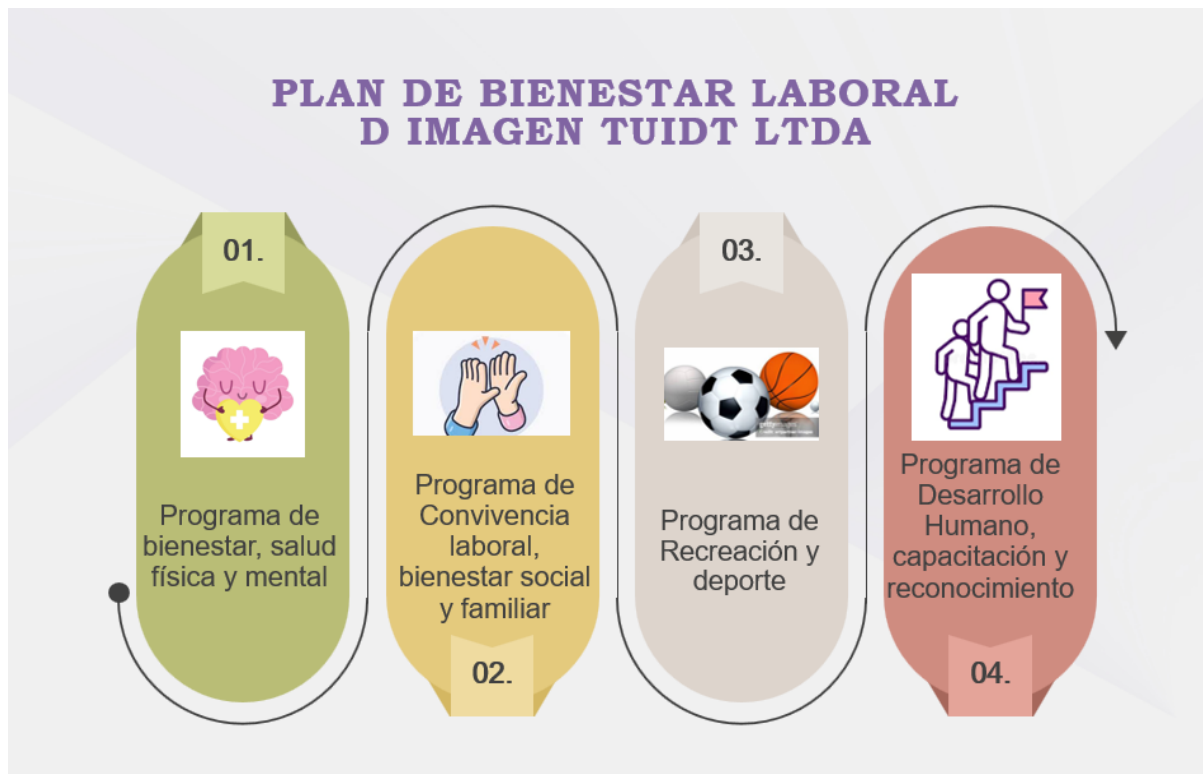 PLAN DE BIENESTAR LABORAL
D IMAGEN TUIDT LTDA
01.
Programa de
bienestar, salud
física y mental
Programa de
Convivencia
laboral,
bienestar social
y familiar
02.
03.
Programa de
Recreación y
deporte
Programa de
Desarrollo
Humano,
capacitación y
reconocimiento
04.